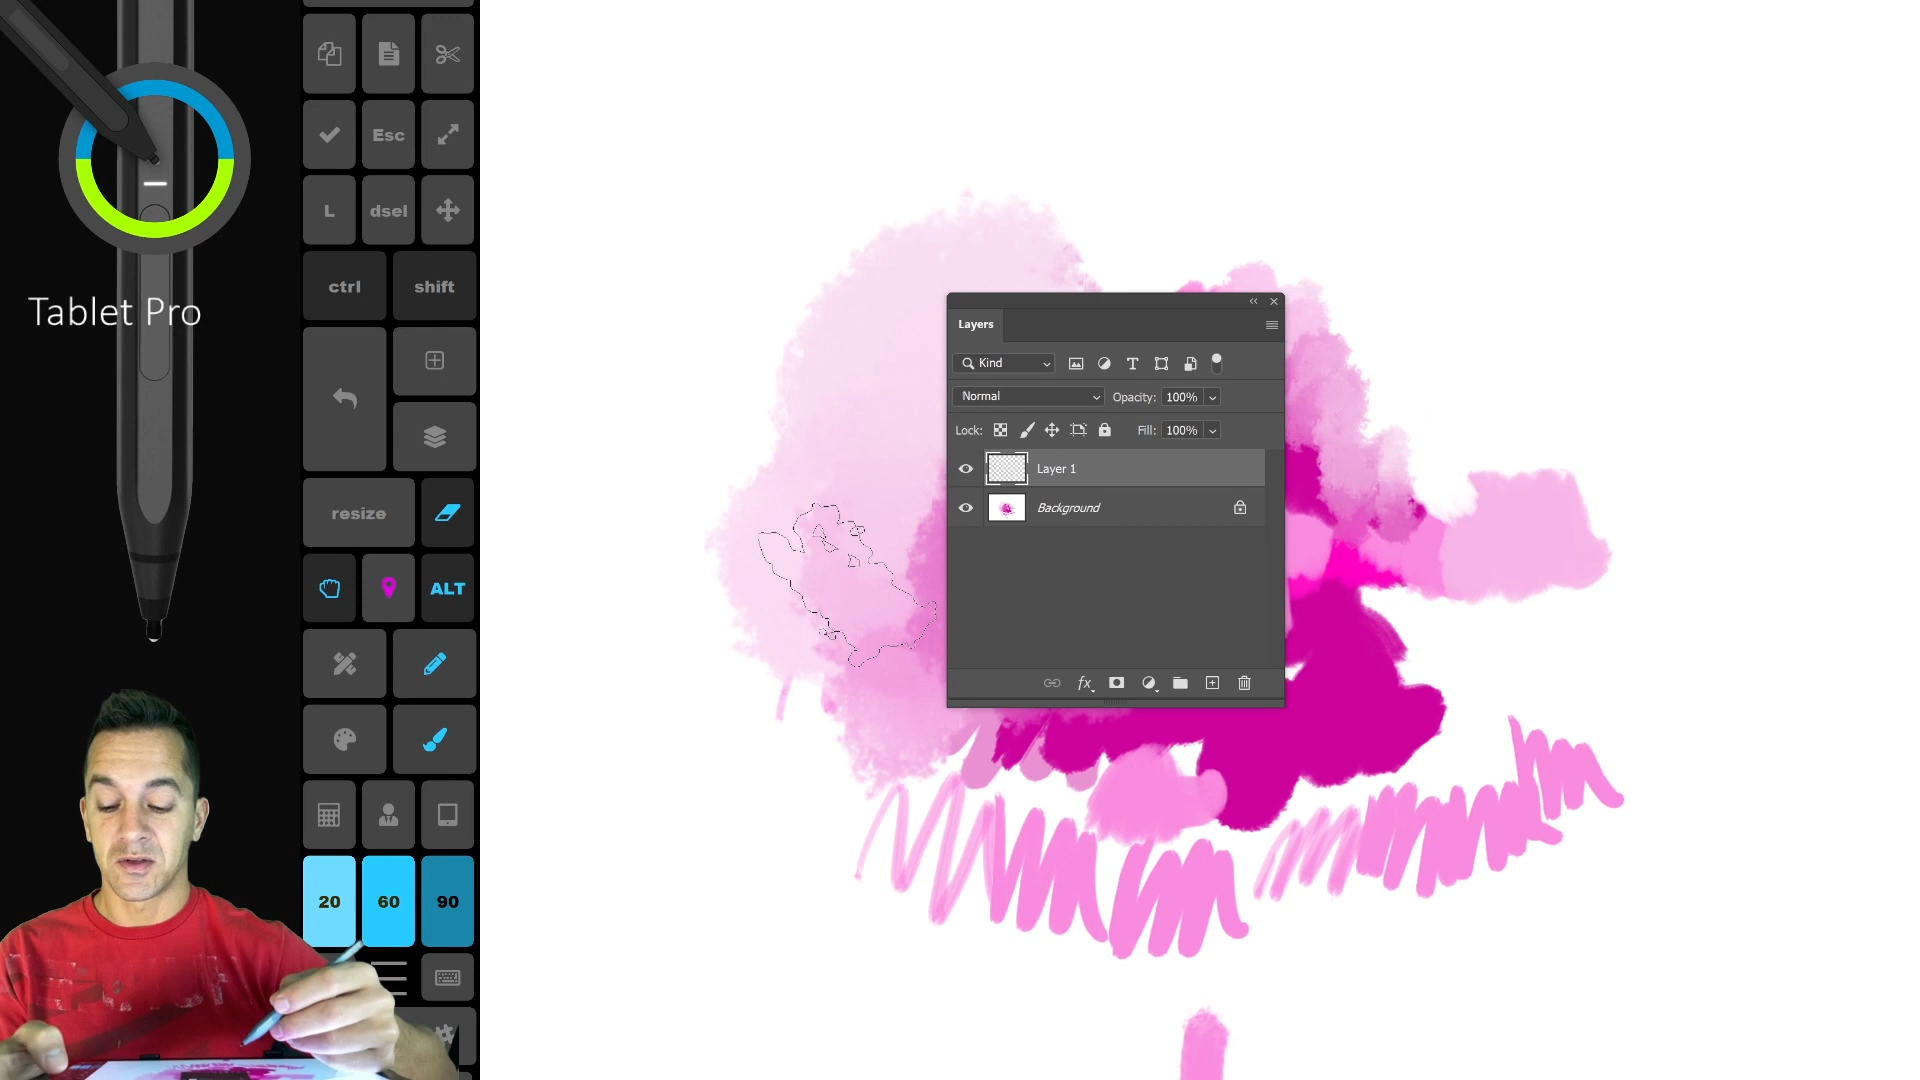 Esc
L dsel
ctrl shift
Tablet Pro
resize
ALT
20 60 90
Layers
Kind
Normal Opacity: 100%
Lock: Fill: 100%
Layer 1
Background
fx